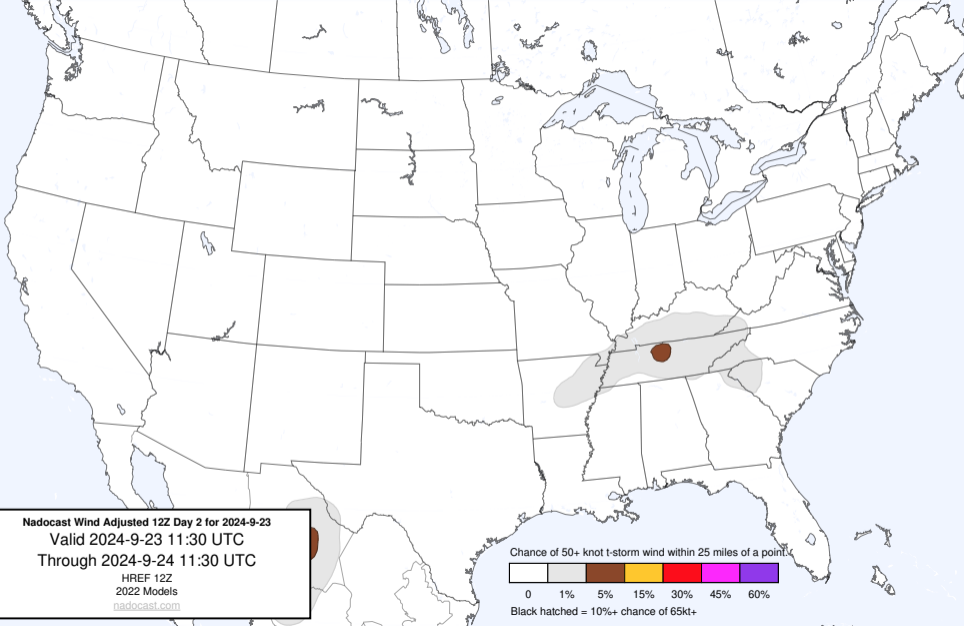 Nadocast Wind Adjusted 12Z Day 2 for 2024-9-23
Valid 2024-9-23 11:30 UTC
Through 2024-9-24 11:30 UTC
HREF 12Z
2022 Models
nadocast.com
Chance of 50+ knot t-storm wind within 25 miles of a point.
0 1% 5% 15% 30% 45% 60%
Black hatched = 10%+ chance of 65kt+